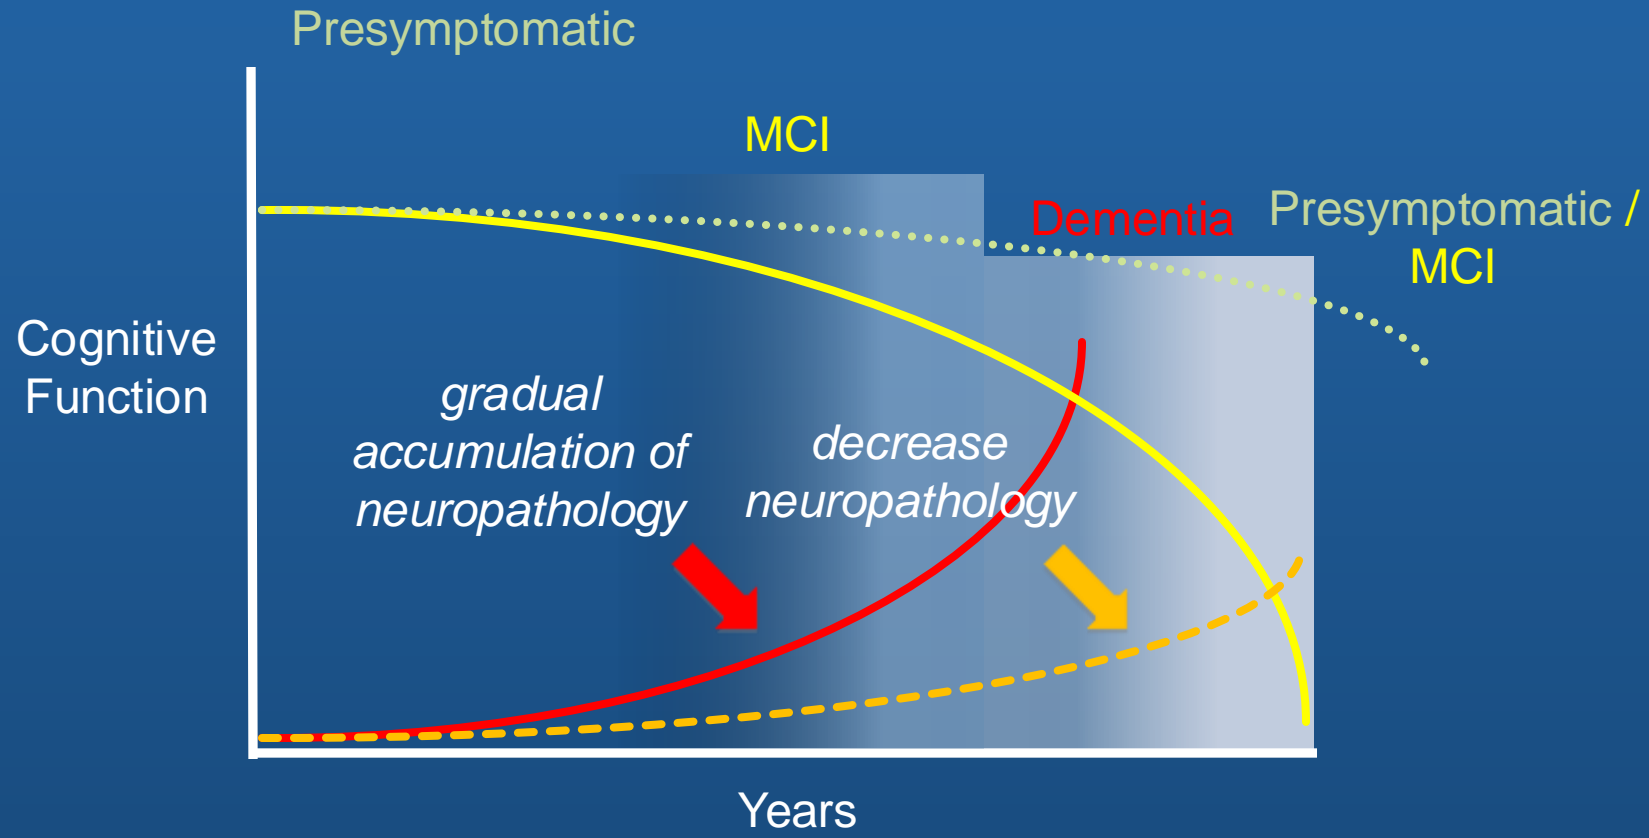 Presymptomatic
MCI
Dementia
Presymptomatic /
MCI
Cognitive
Function
gradual
accumulation of
neuropathology
decrease
neuropathology
Years